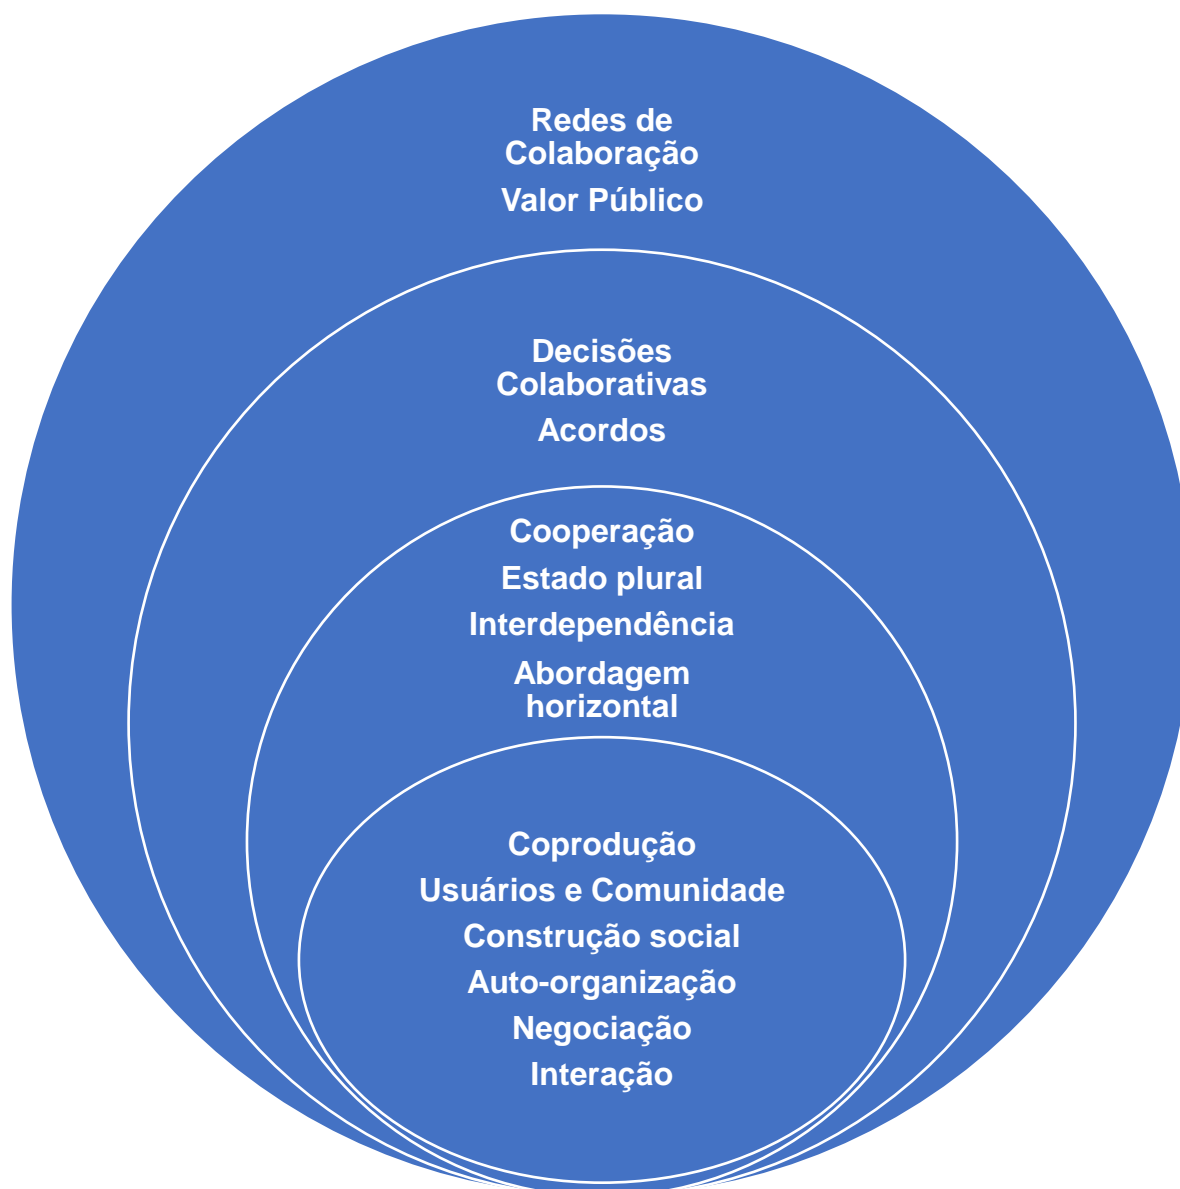 Redes de
Colaboração
Valor Público
Decisões
Colaborativas
Acordos
Cooperação
Estado plural
Interdependência
Abordagem
horizontal
Coprodução
Usuários e Comunidade
Construção social
Auto-organização
Negociação
Interação